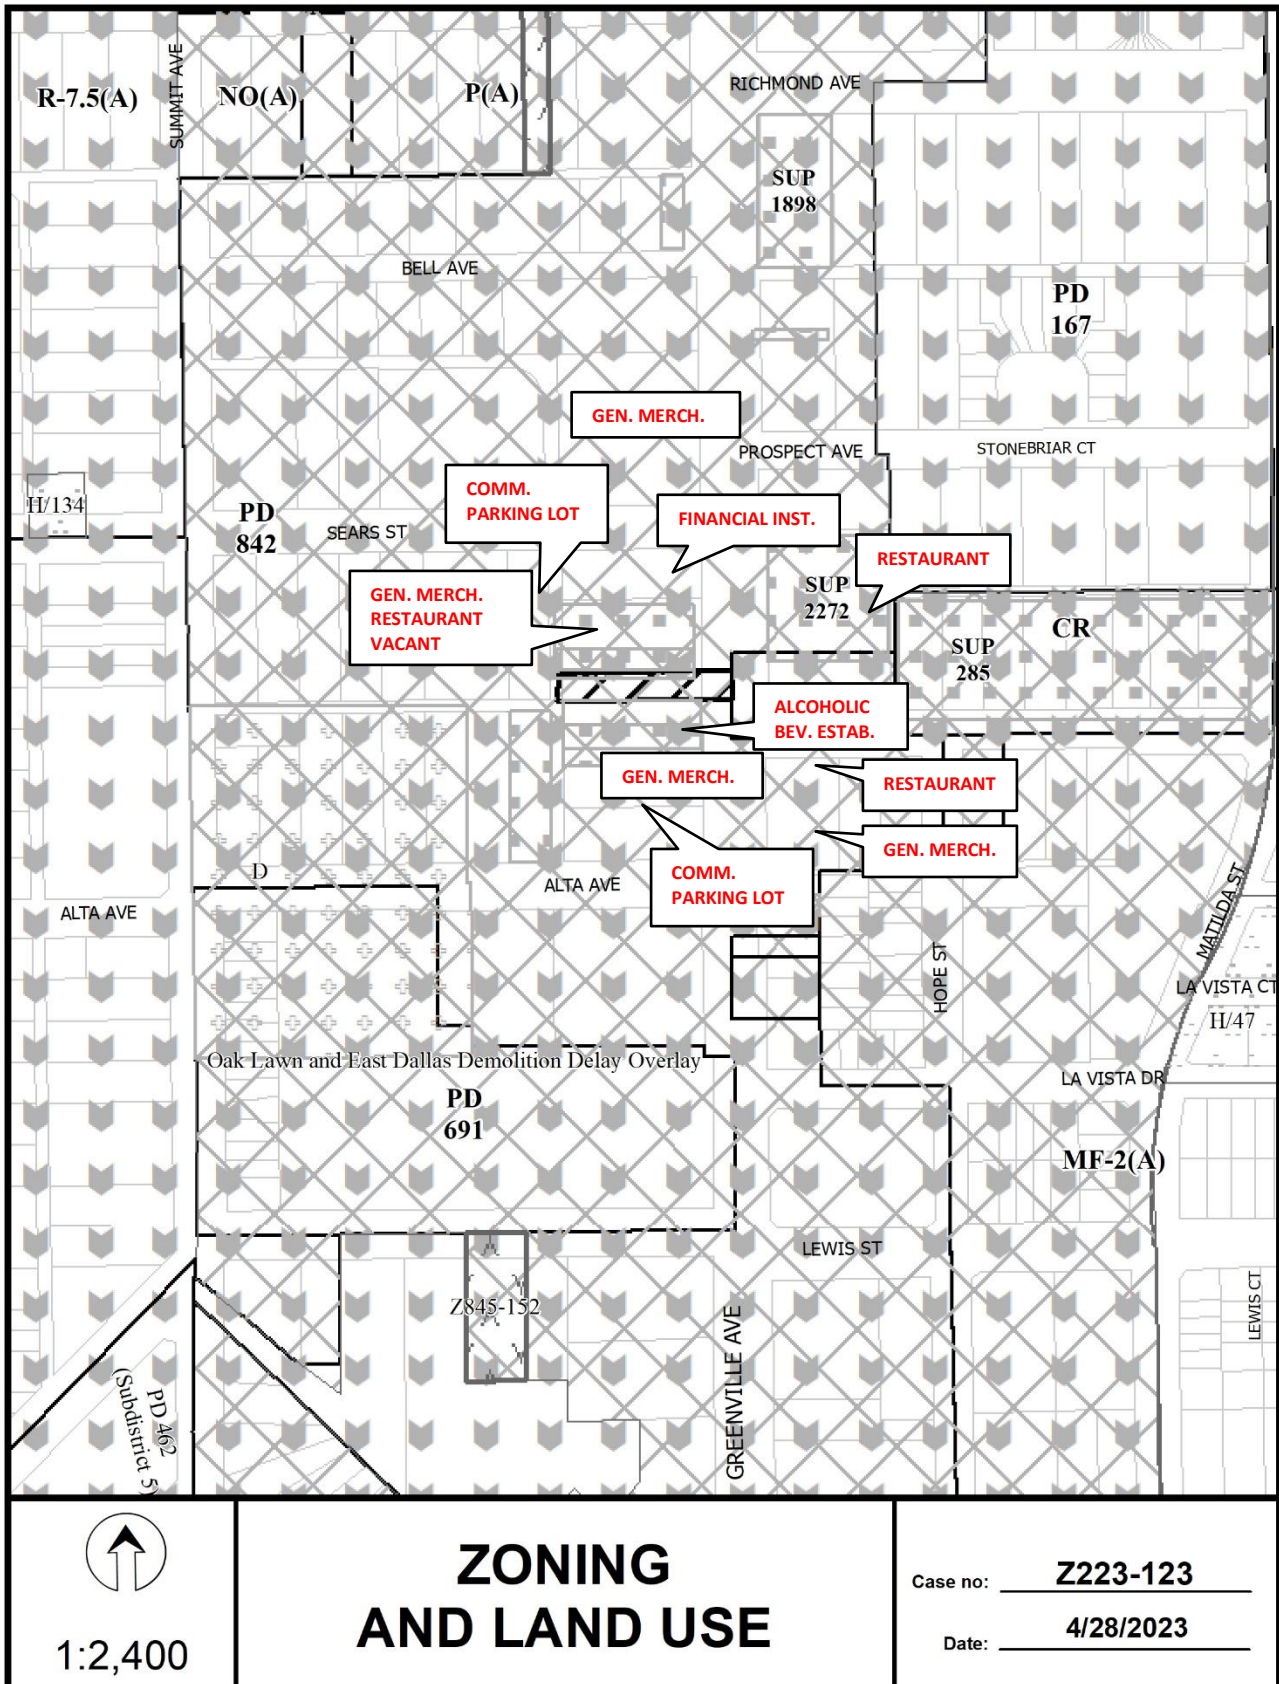 RICHMOND AVE
R-7.5(A)
SUMMIT AVE
NO(A)
P(A)
SUP
1898
BELL AVE
PD
167
GEN. MERCH.
PROSPECT AVE
STONEBRIAR CT
H/134
PD
842
SEARS ST
COMM.
PARKING LOT
FINANCIAL INST.
RESTAURANT
GEN. MERCH.
RESTAURANT
VACANT
SUP
2272
SUP
285
CR
ALCOHOLIC
BEV. ESTAB.
GEN. MERCH.
RESTAURANT
GEN. MERCH.
COMM.
PARKING LOT
D
ALTA AVE
ALTA AVE
HOPE ST
MATILDA ST
LA VISTA CT
H/47
Oak Lawn and East Dallas Demolition Delay Overlay
LA VISTA DR
PD
691
MF-2(A)
LEWIS ST
Z845-152
GREENVILLE AVE
LEWIS CT
PD 462
(Subdistrict 5)
1:2,400
ZONING
AND LAND USE
Case no: Z223-123
Date: 4/28/2023